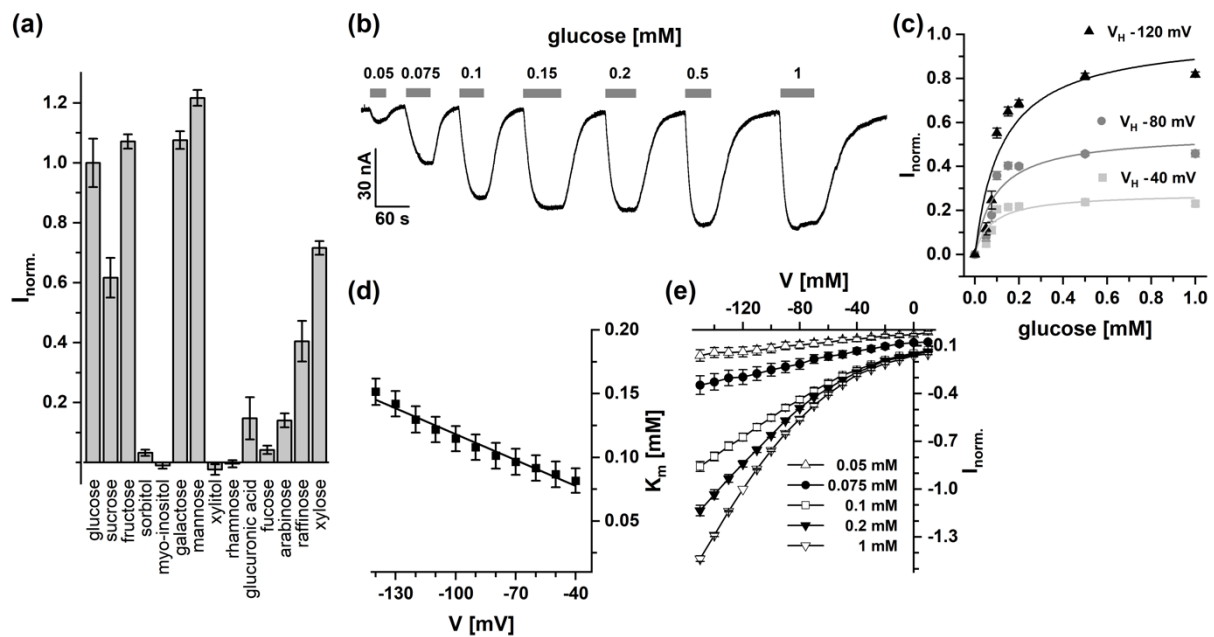 (a)
I norm.
1.2
1.0
0.8
0.6
0.4
0.2
glucose
sucrose
fructose
sorbitol
myo-inositol
galactose
mannose
xylitol
rhamnose
glucuronic acid
fucose
arabinose
raffinose
xylose
(b)
glucose [mM]
0.05 0.075 0.1 0.15 0.2 0.5 1
30 nA
60 s
(c)
V_H -120 mV
V_H -80 mV
V_H -40 mV
I norm.
1.0
0.8
0.6
0.4
0.2
0.0
0.0 0.2 0.4 0.6 0.8 1.0
glucose [mM]
(d)
0.20
0.15
0.10
0.05
K_m [mM]
-130 -100 -70 -40
V [mV]
(e)
V [mM]
-120 -80 -40 0
-0.1
-0.4
-0.7
-1.0
-1.3
I norm.
0.05 mM
0.075 mM
0.1 mM
0.2 mM
1 mM